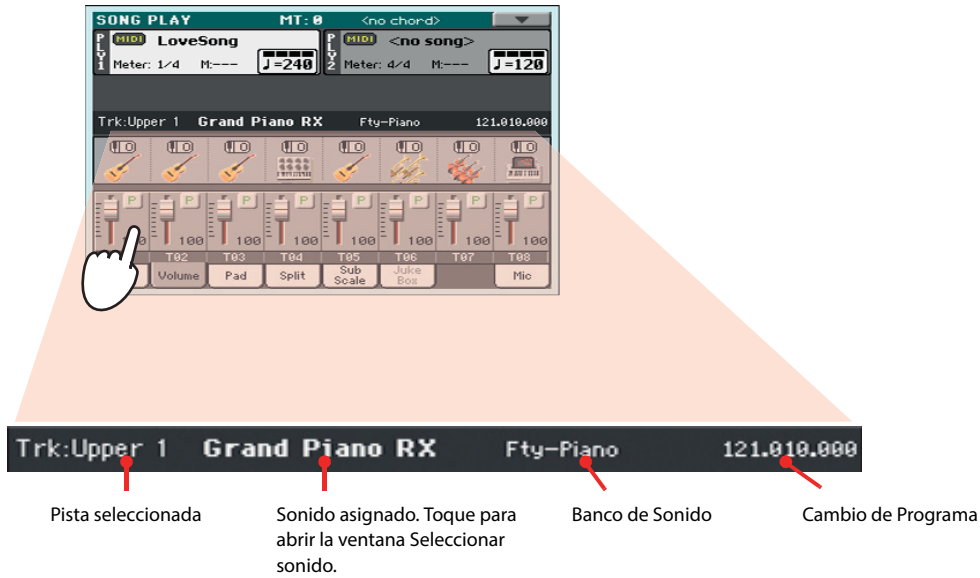 SONG PLAY MT: 0 <no chord>
PLY1 MIDI LoveSong
Meter: 1/4 M:--- ♩=240
PLY2 MIDI <no song>
Meter: 4/4 M:--- ♩=120
Trk:Upper 1 Grand Piano RX Fty-Piano 121.010.000
P P P P P P P P
100 100 100 100 100 100 100
T02 T03 T04 T05 T06 T07 T08
Volume Pad Split Sub Scale Juke Box Mic
Trk:Upper 1 Grand Piano RX Fty-Piano 121.010.000
Pista seleccionada
Sonido asignado. Toque para
abrir la ventana Seleccionar
sonido.
Banco de Sonido
Cambio de Programa